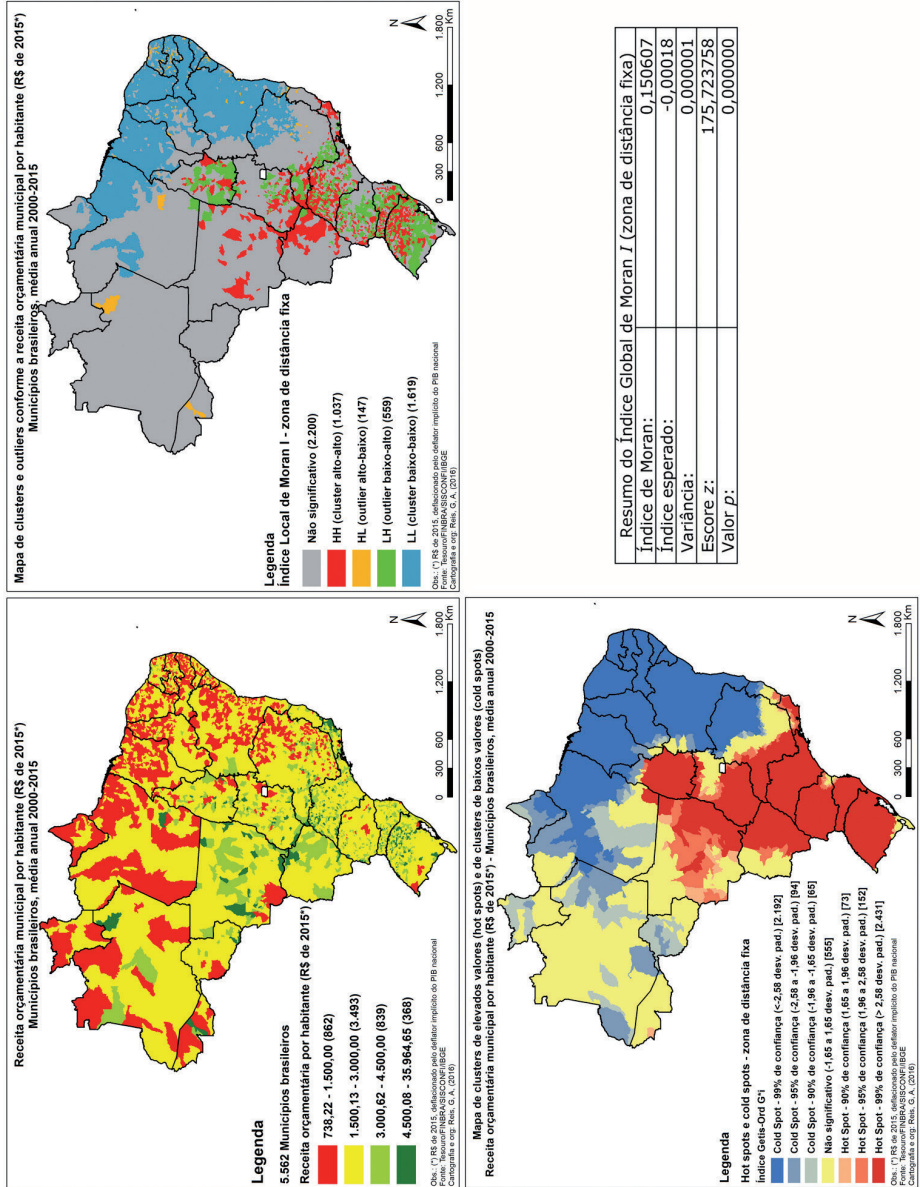 Receita orçamentária municipal por habitante (R$ de 2015*)
Municípios brasileiros, média anual 2000-2015
Legenda
5.562 Municípios brasileiros
Receita orçamentária por habitante (R$ de 2015*)
738,22 - 1.500,00 (862)
1.500,13 - 3.000,00 (3.493)
3.000,62 - 4.500,00 (839)
4.500,08 - 35.964,65 (368)
Obs.: (*) R$ de 2015, deflacionado pelo deflator implícito do PIB nacional
Fonte: Tesouro/FINBRA/SISCONFI/IBGE
Cartografia e org: Reis, G. A. (2016)
N
0 300 600 1.200 1.800
Km
Mapa de clusters e outliers conforme a receita orçamentária municipal por habitante (R$ de 2015*)
Municípios brasileiros, média anual 2000-2015
Legenda
Índice Local de Moran I - zona de distância fixa
Não significativo (2.200)
HH (cluster alto-alto) (1.037)
HL (outlier alto-baixo) (147)
LH (outlier baixo-alto) (559)
LL (cluster baixo-baixo) (1.619)
Obs.: (*) R$ de 2015, deflacionado pelo deflator implícito do PIB nacional
Fonte: Tesouro/FINBRA/SISCONFI/IBGE
Cartografia e org: Reis, G. A. (2016)
N
0 300 600 1.200 1.800
Km
Mapa de clusters de elevados valores (hot spots) e de clusters de baixos valores (cold spots)
Receita orçamentária municipal por habitante (R$ de 2015*) - Municípios brasileiros, média anual 2000-2015
Legenda
Hot spots e cold spots - zona de distância fixa
Índice Getis-Ord G*i
Cold Spot - 99% de confiança (<-2,58 desv. pad.) [2.192]
Cold Spot - 95% de confiança (-2,58 a -1,96 desv. pad.) [94]
Cold Spot - 90% de confiança (-1,96 a -1,65 desv. pad.) [65]
Não significativo (-1,65 a 1,65 desv. pad.) [555]
Hot Spot - 90% de confiança (1,65 a 1,96 desv. pad.) [73]
Hot Spot - 95% de confiança (1,96 a 2,58 desv. pad.) [152]
Hot Spot - 99% de confiança (> 2,58 desv. pad.) [2.431]
Obs.: (*) R$ de 2015, deflacionado pelo deflator implícito do PIB nacional
Fonte: Tesouro/FINBRA/SISCONFI/IBGE
Cartografia e org: Reis, G. A. (2016)
N
0 300 600 1.200 1.800
Km
Resumo do Índice Global de Moran I (zona de distância fixa)
Índice de Moran: 0,150607
Índice esperado: -0,00018
Variância: 0,000001
Escore z: 175,723758
Valor p: 0,000000